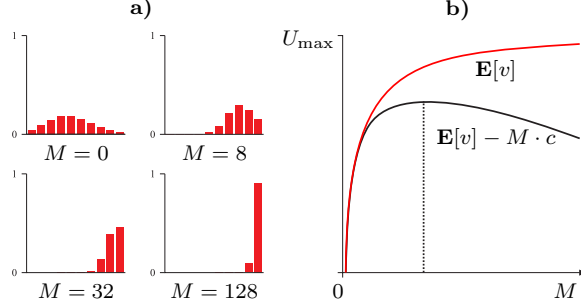 a)
1
0
M = 0
1
0
M = 8
1
0
M = 32
1
0
M = 128
b)
U_max
E[v]
E[v] − M · c
0
M